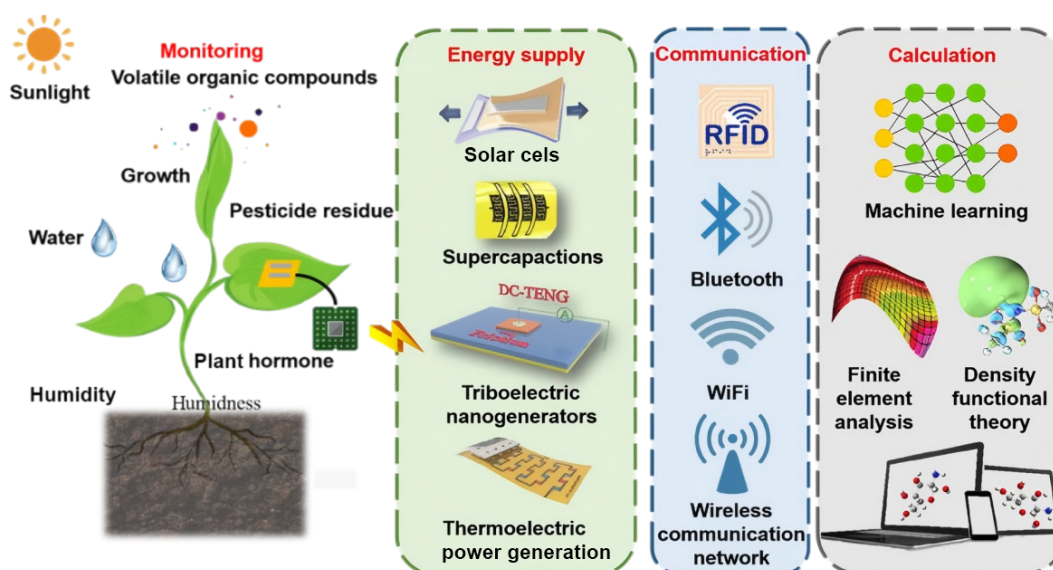 Sunlight
Monitoring
Volatile organic compounds
Growth
Pesticide residue
Water
Plant hormone
Humidity
Humidness
Energy supply
Solar cels
Supercapactions
DC-TENG
A
Triboelectric
nanogenerators
Thermoelectric
power generation
Communication
RFID
Bluetooth
WiFi
Wireless
communication
network
Calculation
Machine learning
Finite
element
analysis
Density
functional
theory